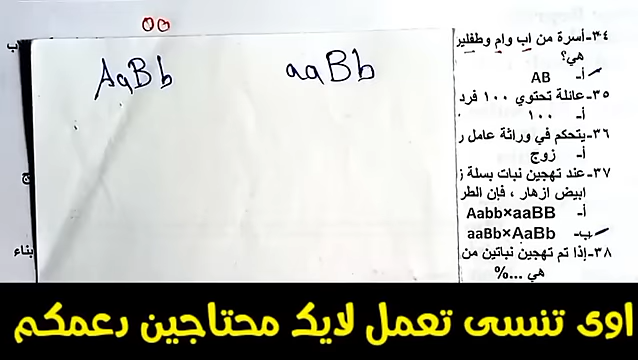 ٣٤-أسرة من اب وام وطفلين
هي؟
أ- AB
٣٥-عائلة تحتوي ١٠٠ فرد
أ- ١٠٠
٣٦-يتحكم في وراثة عامل ر
أ- زوج
٣٧-عند تهجين نبات بسلة ز
ابيض ازهار ، فإن الطر
أ- Aabb×aaBB
ب- aaBb×AaBb
٣٨-إذا تم تهجين نباتين من
هي ...%
AaBb aaBb
بناء
اوى تنسى تعمل لايك محتاجين دعمكم